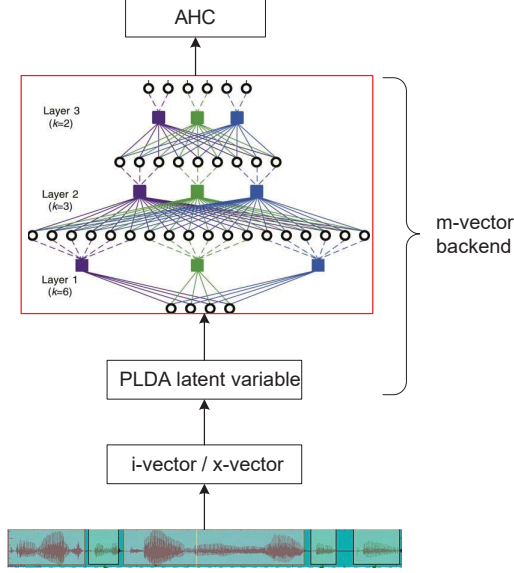 AHC
Layer 3
(k=2)
Layer 2
(k=3)
Layer 1
(k=6)
m-vector
backend
PLDA latent variable
i-vector / x-vector